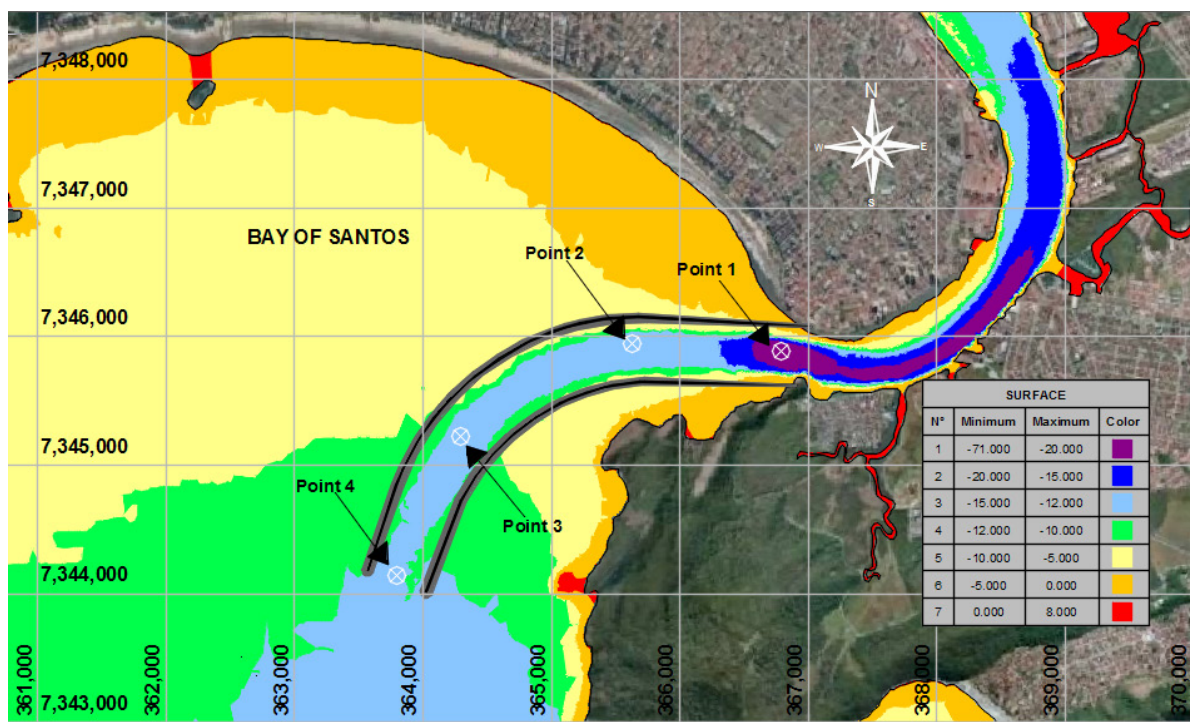 7,348,000
N
W
E
S
7,347,000
BAY OF SANTOS
Point 2
Point 1
7,346,000
SURFACE
N° Minimum Maximum Color
1 -71.000 -20.000
2 -20.000 -15.000
3 -15.000 -12.000
4 -12.000 -10.000
5 -10.000 -5.000
6 -5.000 0.000
7 0.000 8.000
7,345,000
Point 4
Point 3
7,344,000
7,343,000
361,000
362,000
363,000
364,000
365,000
366,000
367,000
368,000
369,000
370,000